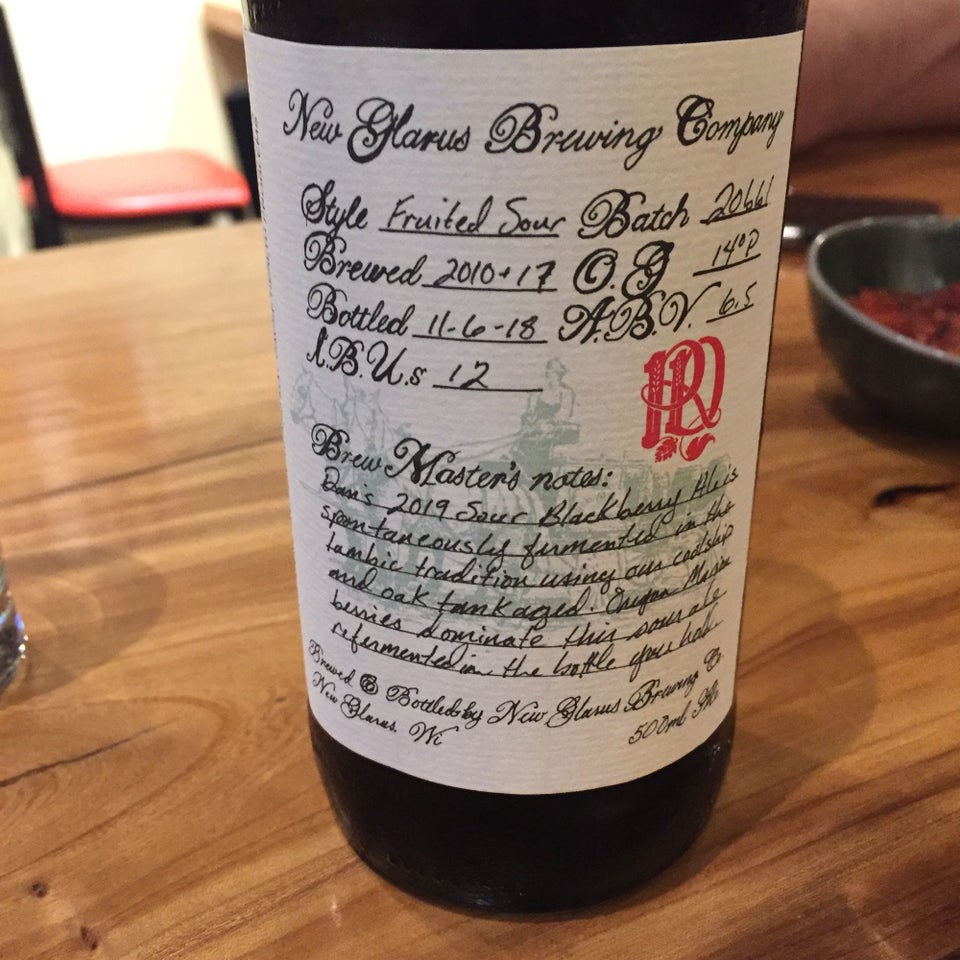 New Glarus Brewing Company
Style Fruited Sour Batch 20661
Brewed 2010+17 O.G 14°P
Bottled 11-6-18 A.B.V. 6.5
I.B.U.s 12
R&D
Brew Master's notes:
Dan's 2019 Sour Blackberry Ale is
spontaneously fermented in the
lambic tradition using our coolship
and oak tank aged. Oregon Marion
berries dominate this sour ale
refermented in the bottle you hold.
Brewed & Bottled by New Glarus Brewing Co.
New Glarus, Wi 500ml Ale